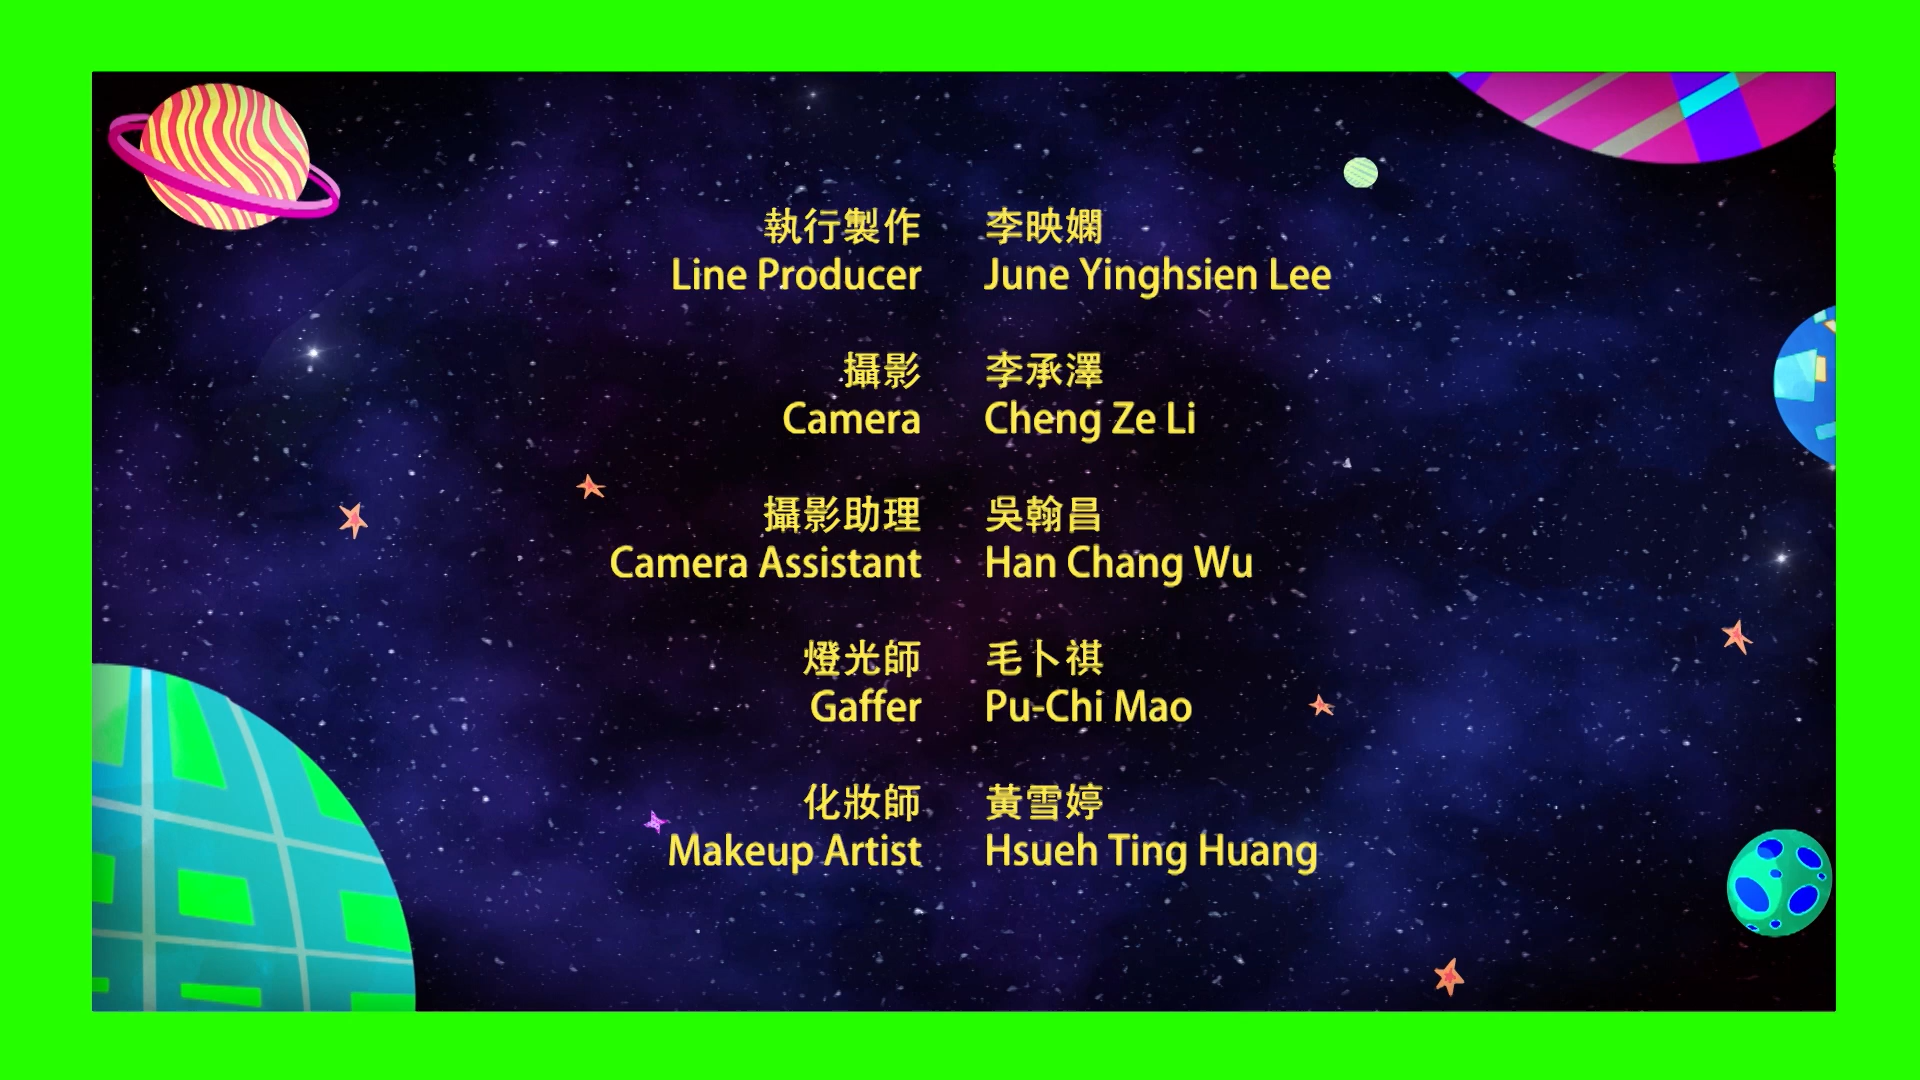 執行製作 李映嫻
Line Producer June Yinghsien Lee
攝影 李承澤
Camera Cheng Ze Li
攝影助理 吳翰昌
Camera Assistant Han Chang Wu
燈光師 毛卜祺
Gaffer Pu-Chi Mao
化妝師 黃雪婷
Makeup Artist Hsueh Ting Huang